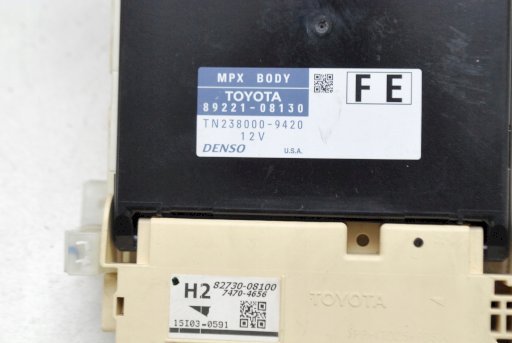 MPX BODY
TOYOTA
89221-08130
FE
TN238000-9420
12V
DENSO U.S.A.
H2 82730-08100
7470-4656
15I03-0591
TOYOTA